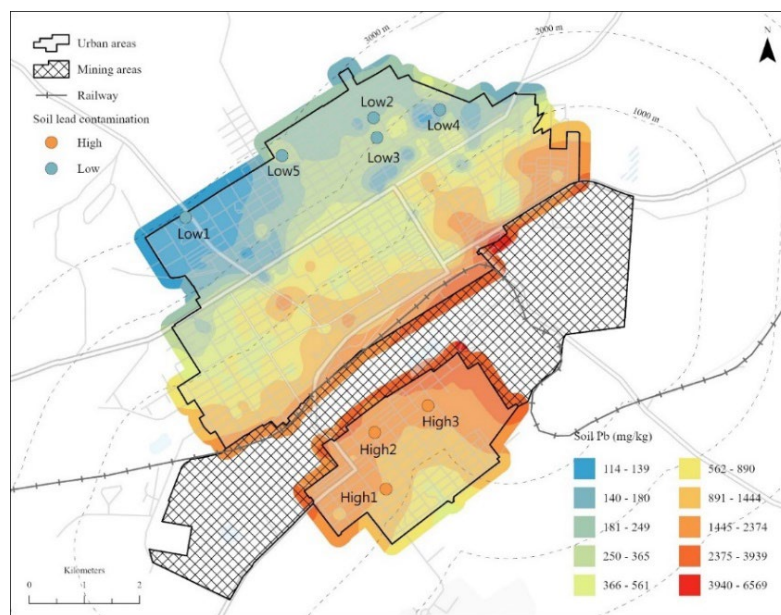 Urban areas
Mining areas
Railway
Soil lead contamination
High
Low
3000 m
2000 m
1000 m
N
Low2
Low4
Low3
Low5
Low1
High3
High2
High1
Soil Pb (mg/kg)
114 - 139
140 - 180
181 - 249
250 - 365
366 - 561
562 - 890
891 - 1444
1445 - 2374
2375 - 3939
3940 - 6569
Kilometers
0 1 2